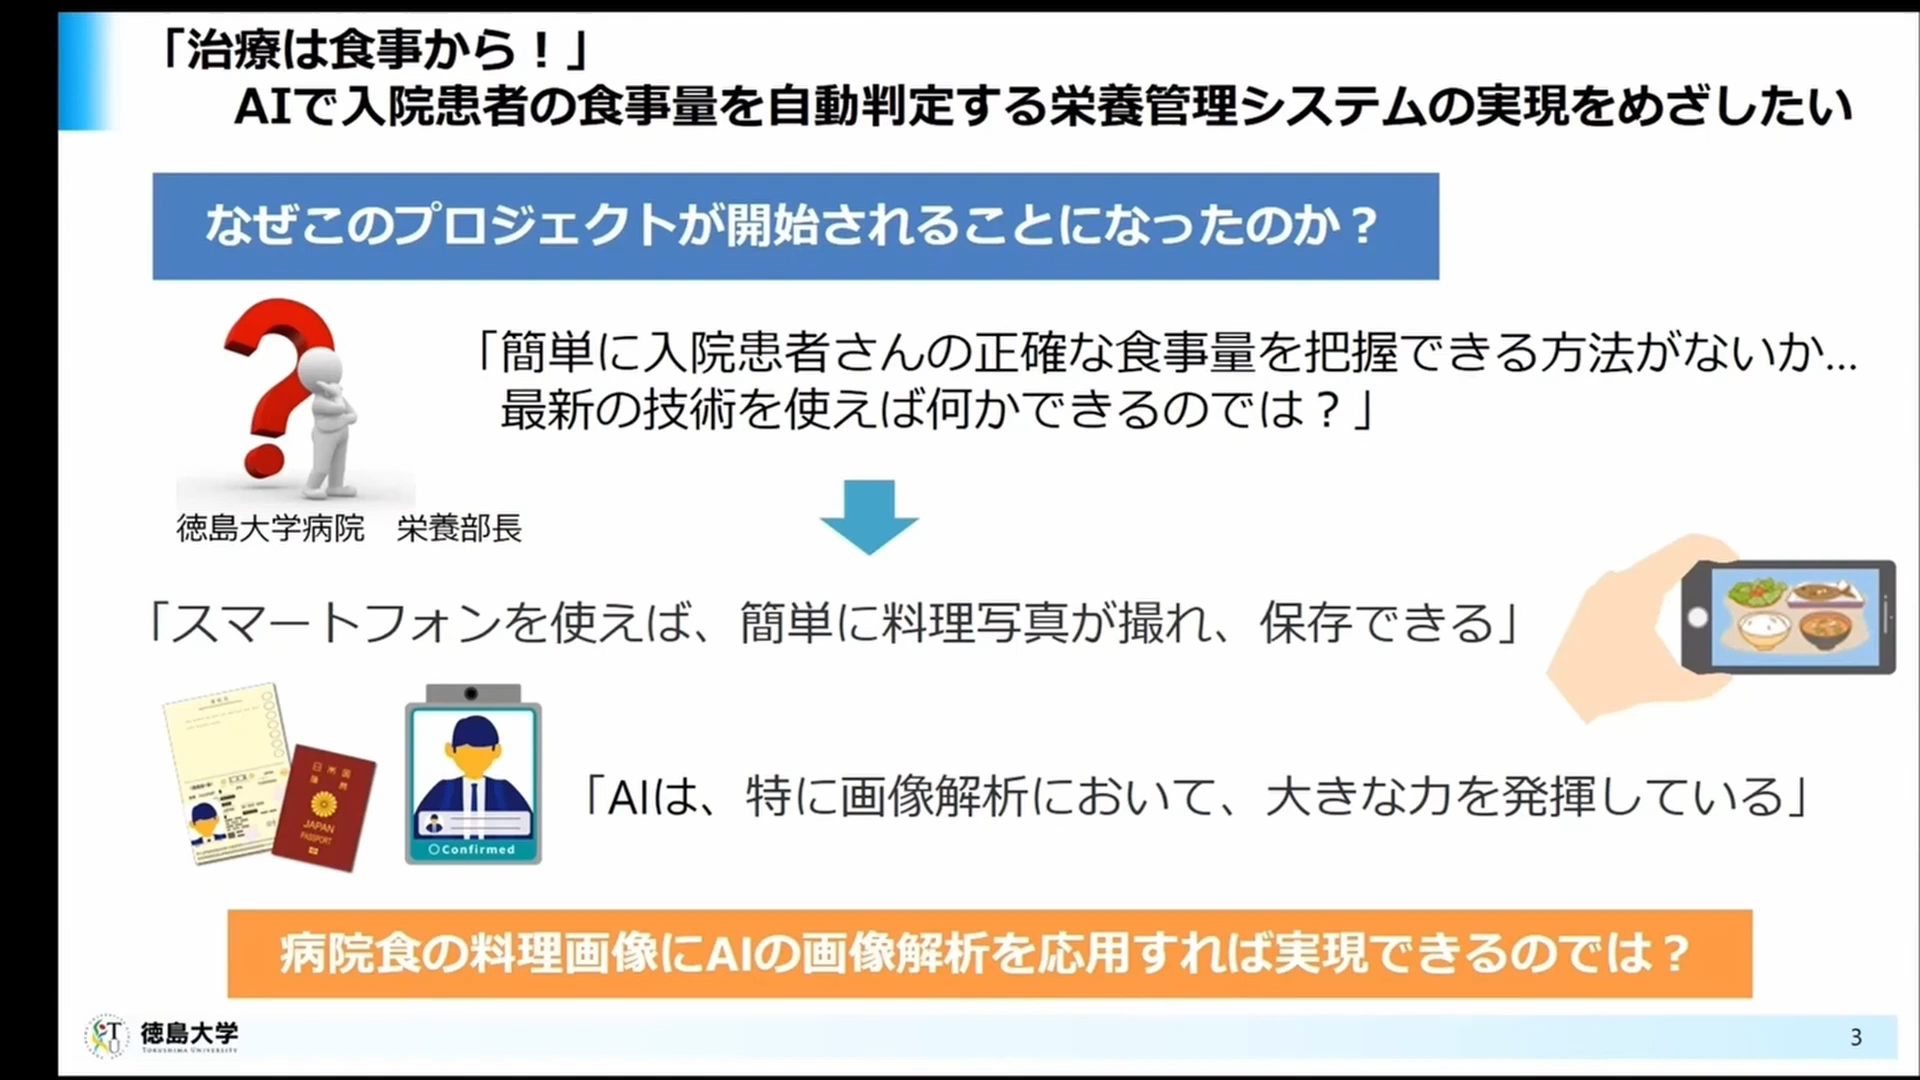 「治療は食事から！」
AIで入院患者の食事量を自動判定する栄養管理システムの実現をめざしたい
なぜこのプロジェクトが開始されることになったのか？
「簡単に入院患者さんの正確な食事量を把握できる方法がないか…
最新の技術を使えば何かできるのでは？」
徳島大学病院　栄養部長
「スマートフォンを使えば、簡単に料理写真が撮れ、保存できる」
日本国
旅券
JAPAN
PASSPORT
○Confirmed
「AIは、特に画像解析において、大きな力を発揮している」
病院食の料理画像にAIの画像解析を応用すれば実現できるのでは？
TU
徳島大学
TOKUSHIMA UNIVERSITY
3